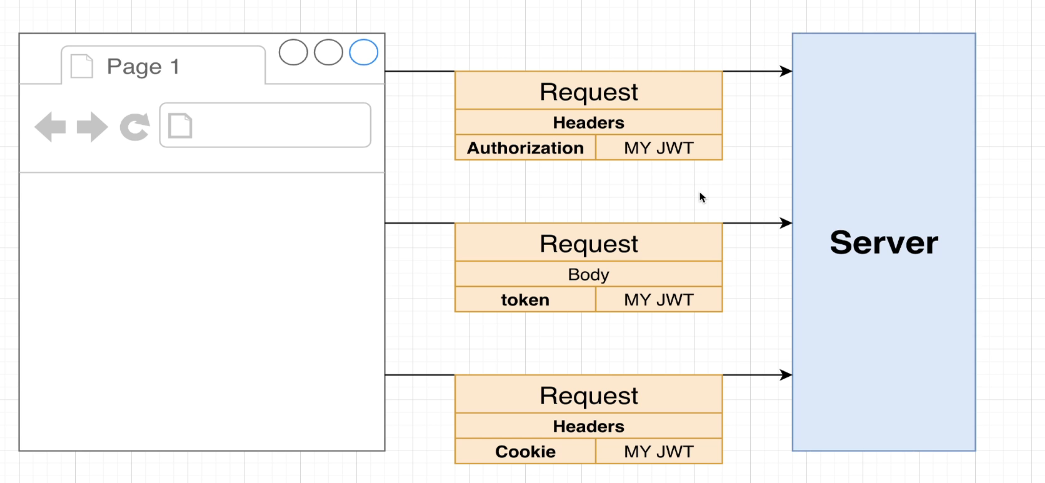 Page 1
Request
Headers
Authorization MY JWT
Request
Body
token MY JWT
Request
Headers
Cookie MY JWT
Server